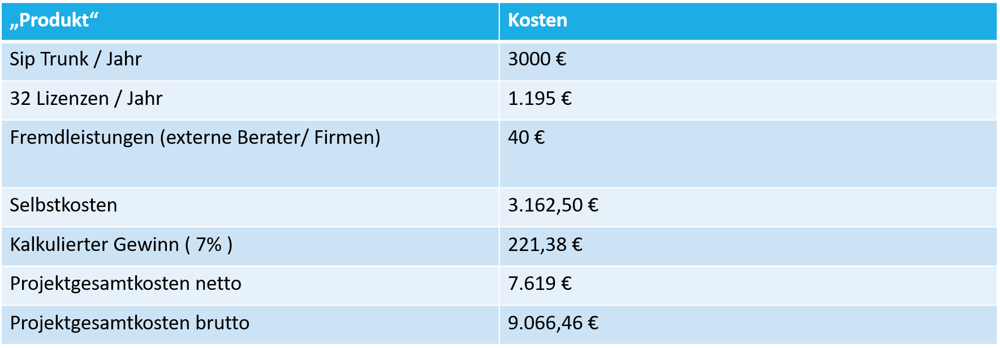 „Produkt“ Kosten
Sip Trunk / Jahr 3000 €
32 Lizenzen / Jahr 1.195 €
Fremdleistungen (externe Berater/ Firmen) 40 €
Selbstkosten 3.162,50 €
Kalkulierter Gewinn ( 7% ) 221,38 €
Projektgesamtkosten netto 7.619 €
Projektgesamtkosten brutto 9.066,46 €